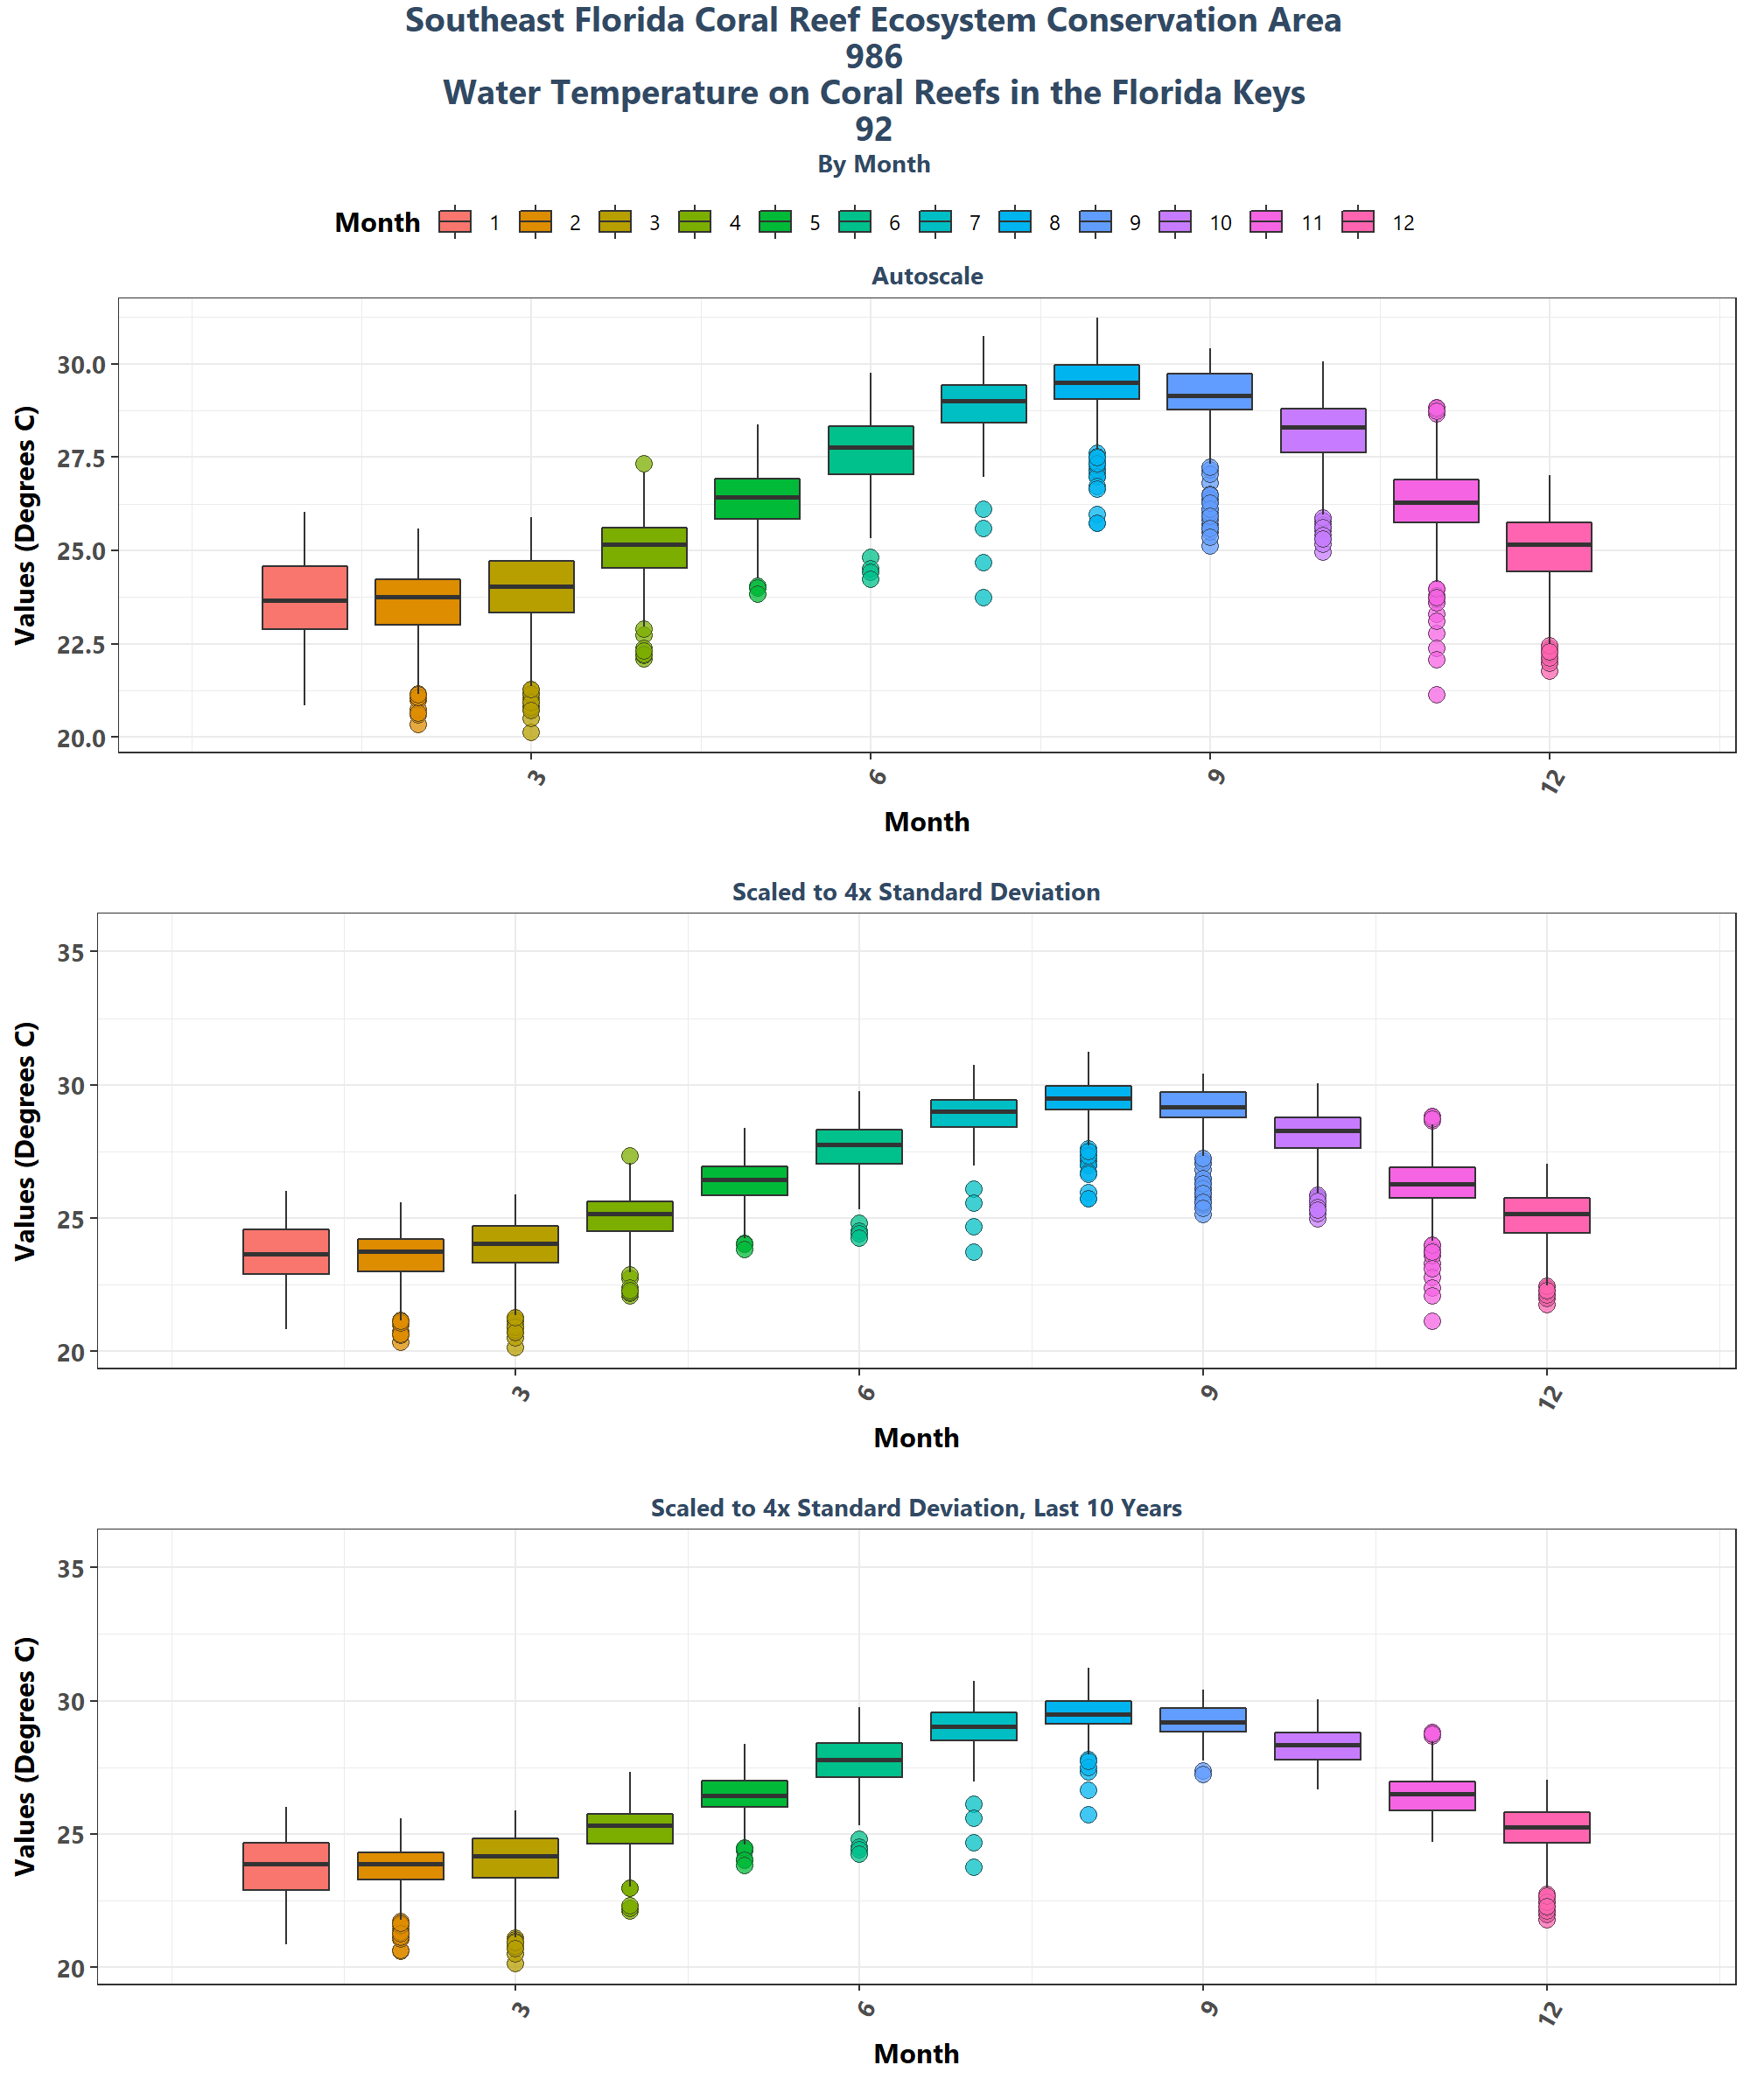 Southeast Florida Coral Reef Ecosystem Conservation Area
986
Water Temperature on Coral Reefs in the Florida Keys
92
By Month
Month 1 2 3 4 5 6 7 8 9 10 11 12
Autoscale
Values (Degrees C)
30.0
27.5
25.0
22.5
20.0
3 6 9 12
Month
Scaled to 4x Standard Deviation
Values (Degrees C)
35
30
25
20
3 6 9 12
Month
Scaled to 4x Standard Deviation, Last 10 Years
Values (Degrees C)
35
30
25
20
3 6 9 12
Month